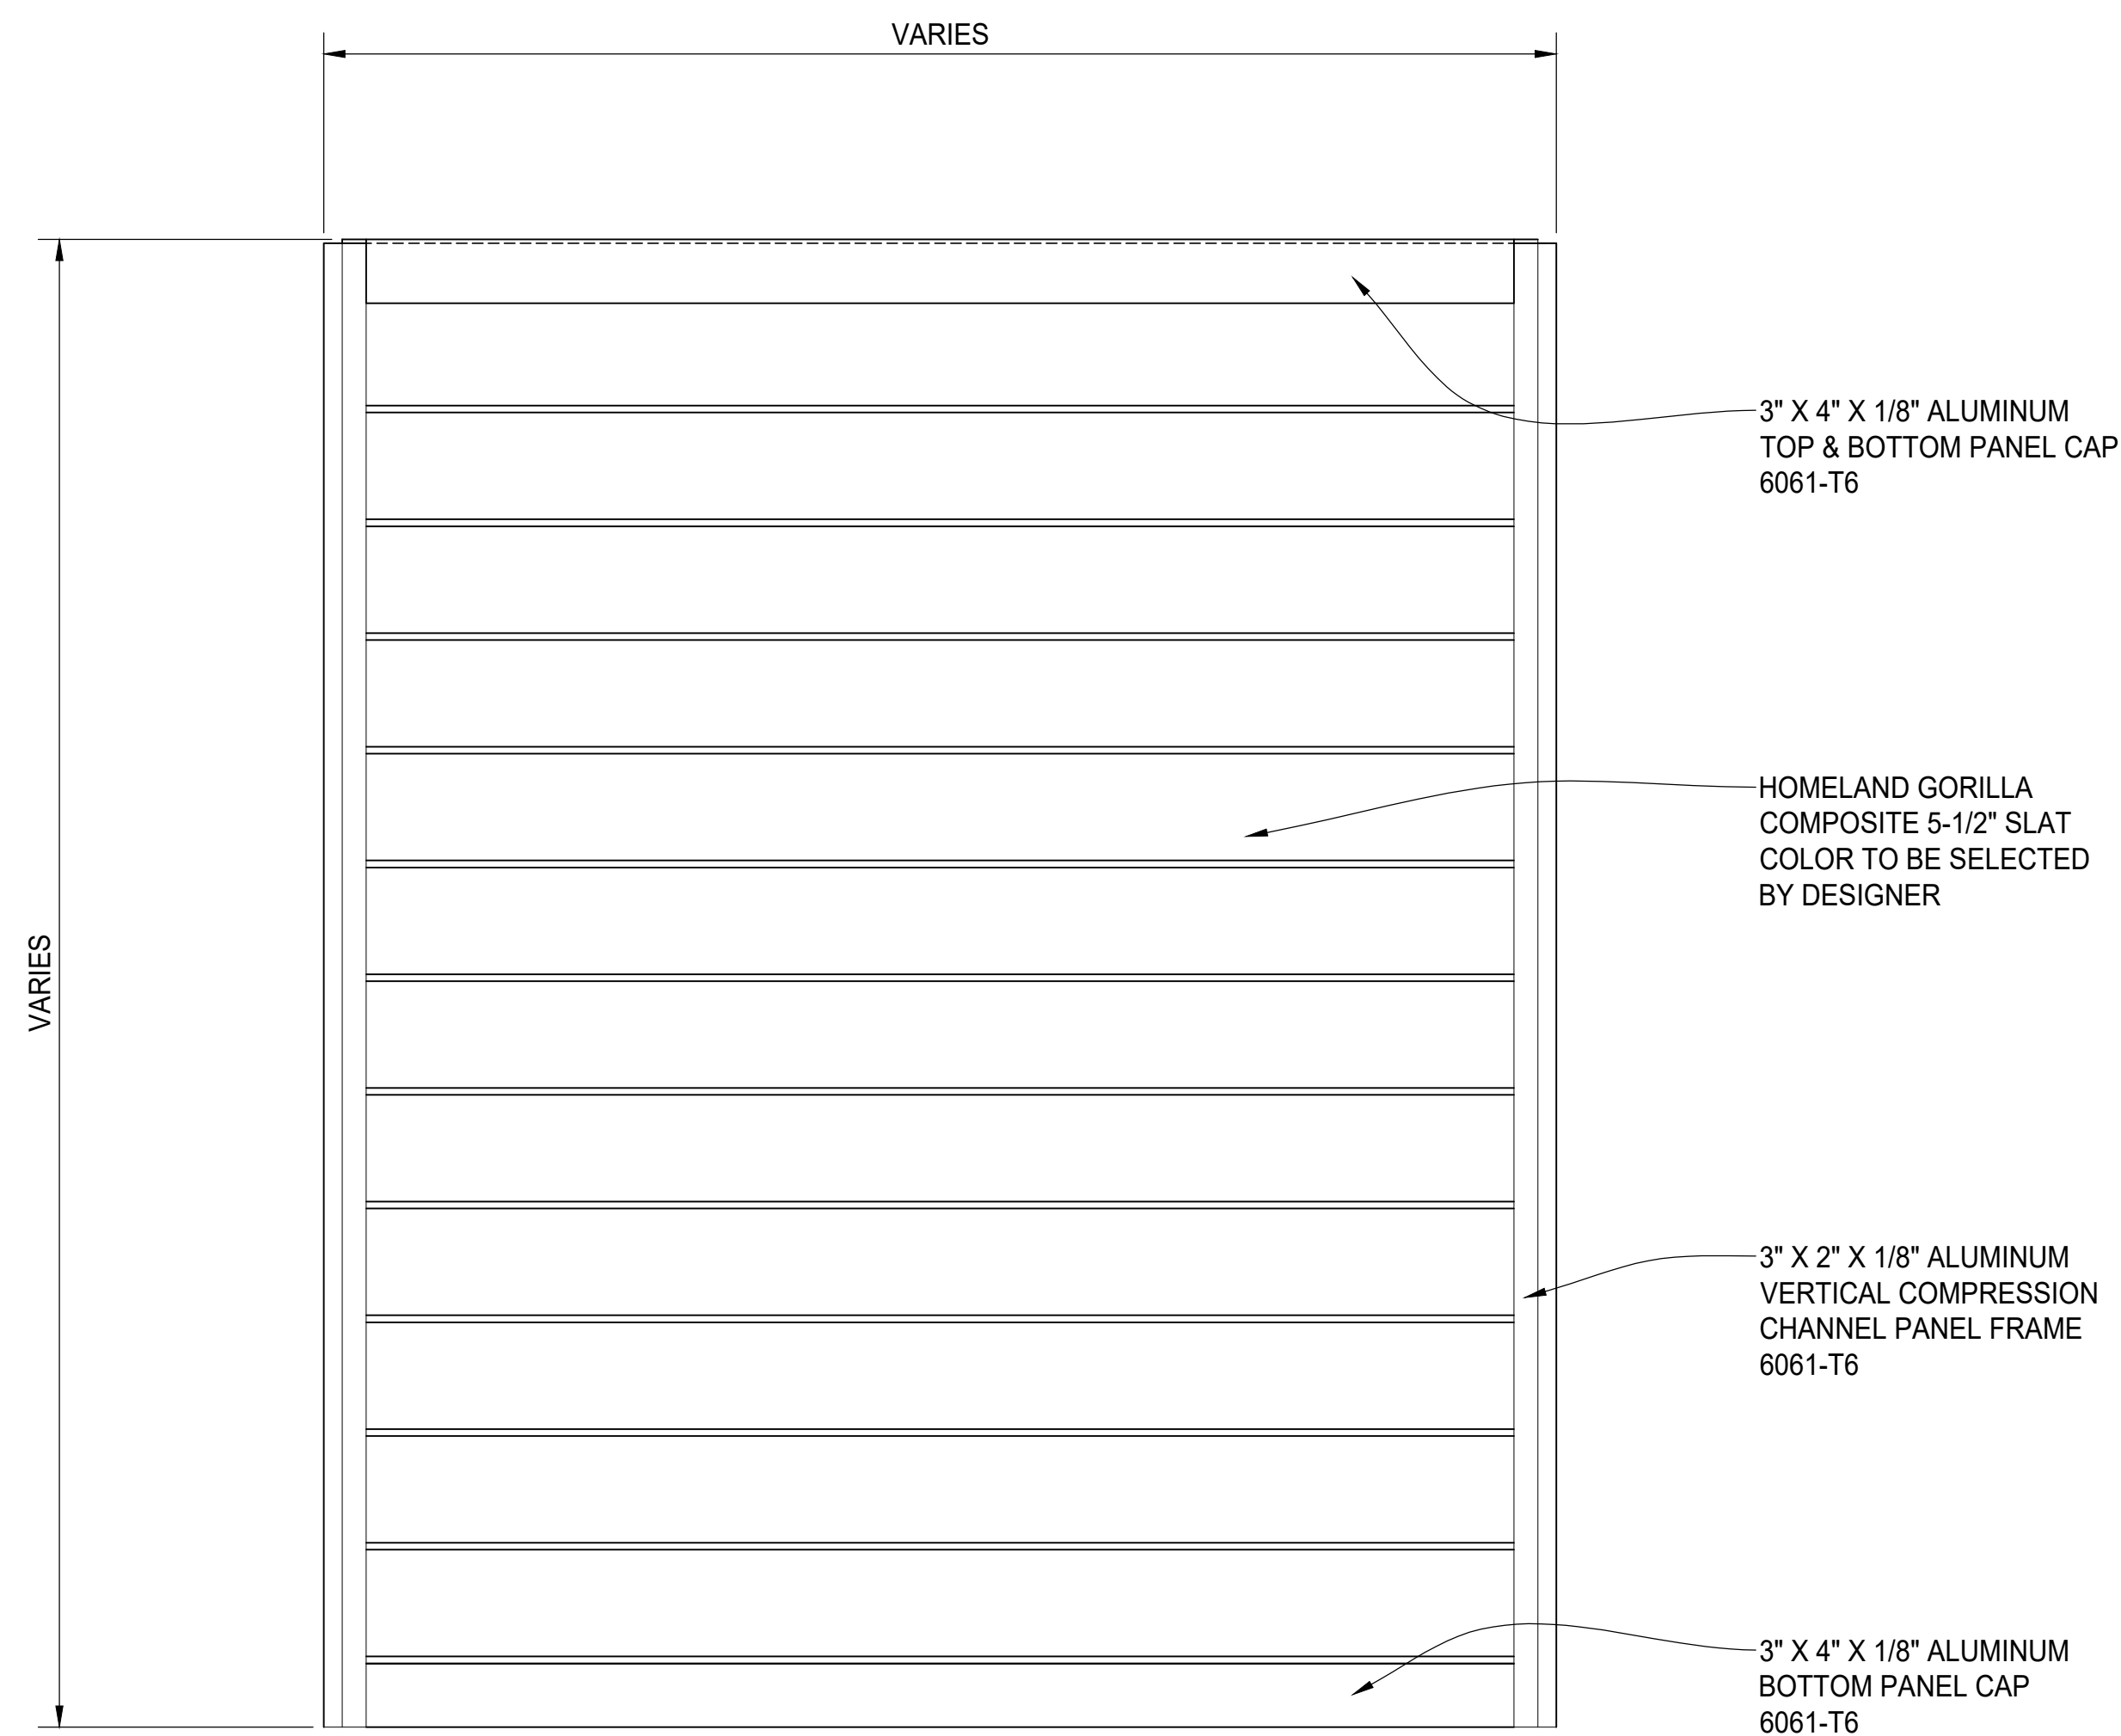 VARIES
3" X 4" X 1/8" ALUMINUM
TOP & BOTTOM PANEL CAP
6061-T6
HOMELAND GORILLA
COMPOSITE 5-1/2" SLAT
COLOR TO BE SELECTED
BY DESIGNER
VARIES
3" X 2" X 1/8" ALUMINUM
VERTICAL COMPRESSION
CHANNEL PANEL FRAME
6061-T6
3" X 4" X 1/8" ALUMINUM
BOTTOM PANEL CAP
6061-T6